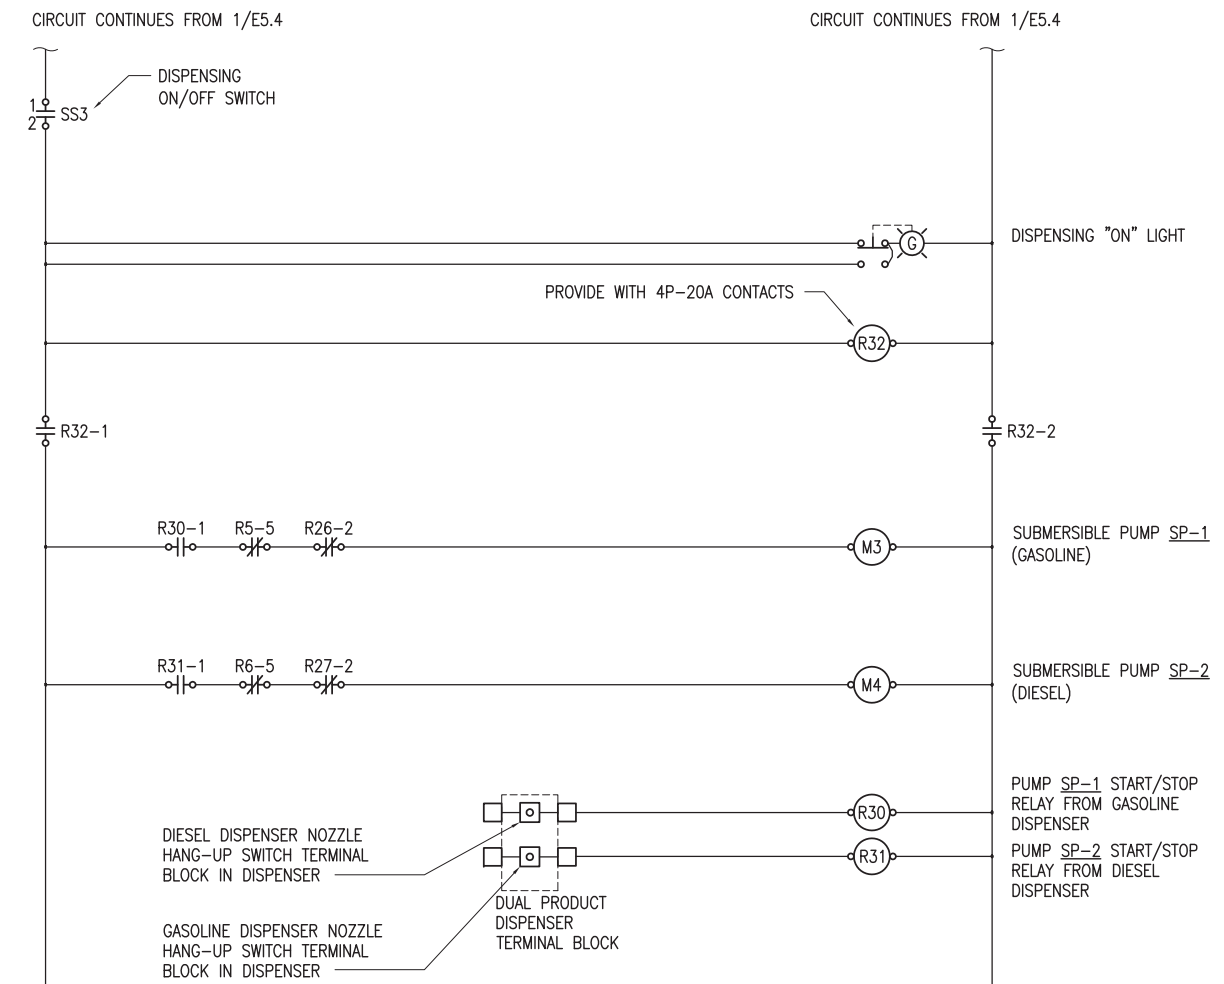 CIRCUIT CONTINUES FROM 1/E5.4
CIRCUIT CONTINUES FROM 1/E5.4
DISPENSING
ON/OFF SWITCH
1
SS3
2
G
DISPENSING "ON" LIGHT
PROVIDE WITH 4P-20A CONTACTS
R32
R32-1
R32-2
R30-1
R5-5
R26-2
M3
SUBMERSIBLE PUMP SP-1
(GASOLINE)
R31-1
R6-5
R27-2
M4
SUBMERSIBLE PUMP SP-2
(DIESEL)
R30
PUMP SP-1 START/STOP
RELAY FROM GASOLINE
DISPENSER
DIESEL DISPENSER NOZZLE
HANG-UP SWITCH TERMINAL
BLOCK IN DISPENSER
R31
PUMP SP-2 START/STOP
RELAY FROM DIESEL
DISPENSER
DUAL PRODUCT
DISPENSER
TERMINAL BLOCK
GASOLINE DISPENSER NOZZLE
HANG-UP SWITCH TERMINAL
BLOCK IN DISPENSER